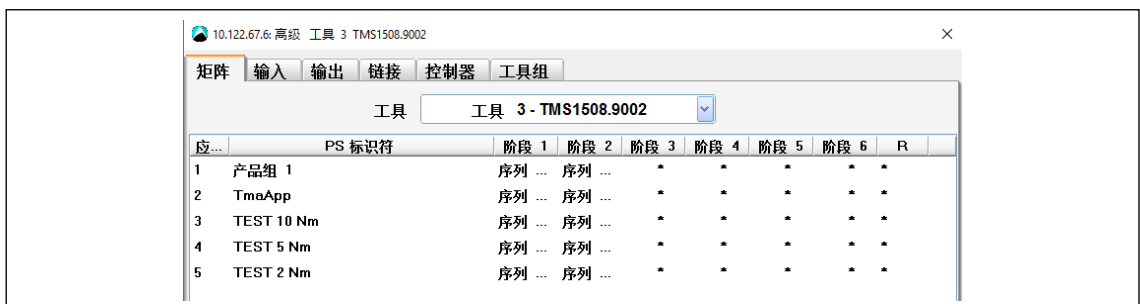 10.122.67.6: 高级 工具 3 TMS1508.9002
矩阵 输入 输出 链接 控制器 工具组
工具 工具 3 - TMS1508.9002
应... PS 标识符 阶段 1 阶段 2 阶段 3 阶段 4 阶段 5 阶段 6 R
1 产品组 1 序列 ... 序列 ... * * * * *
2 TmaApp 序列 ... 序列 ... * * * * *
3 TEST 10 Nm 序列 ... 序列 ... * * * * *
4 TEST 5 Nm 序列 ... 序列 ... * * * * *
5 TEST 2 Nm 序列 ... 序列 ... * * * * *